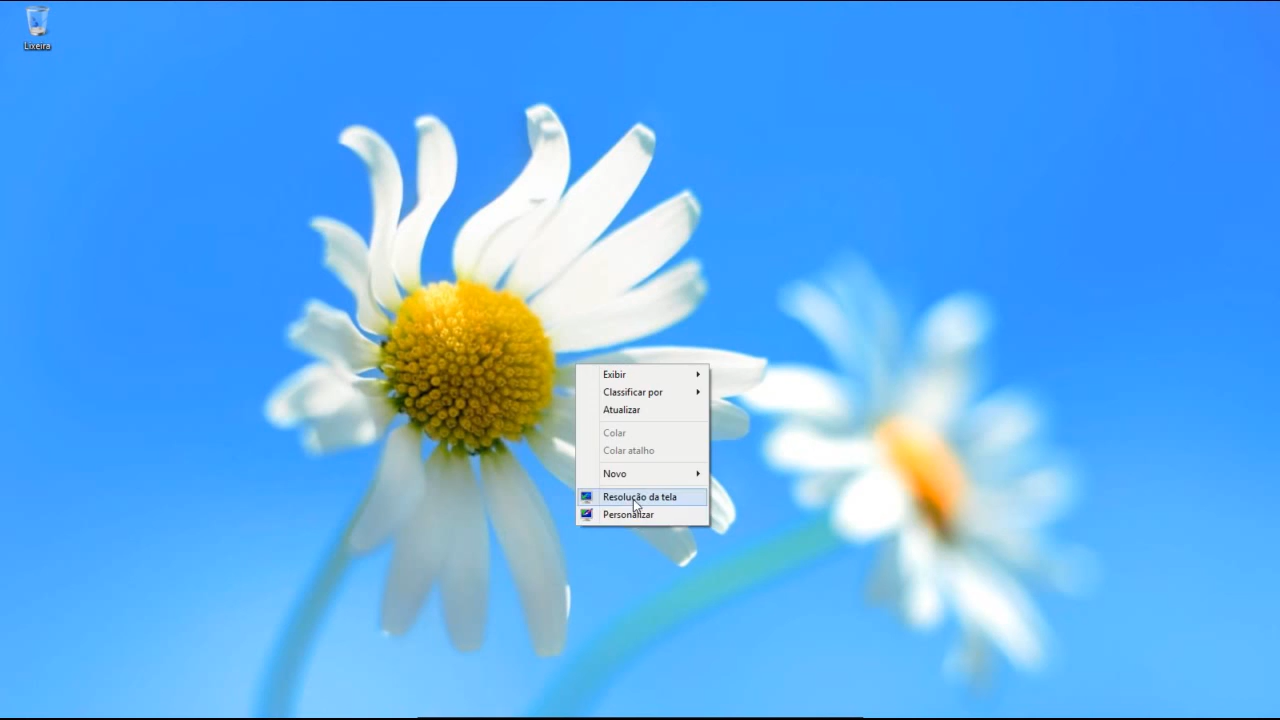 Lixeira
Exibir
Classificar por
Atualizar
Colar
Colar atalho
Novo
Resolução da tela
Personalizar